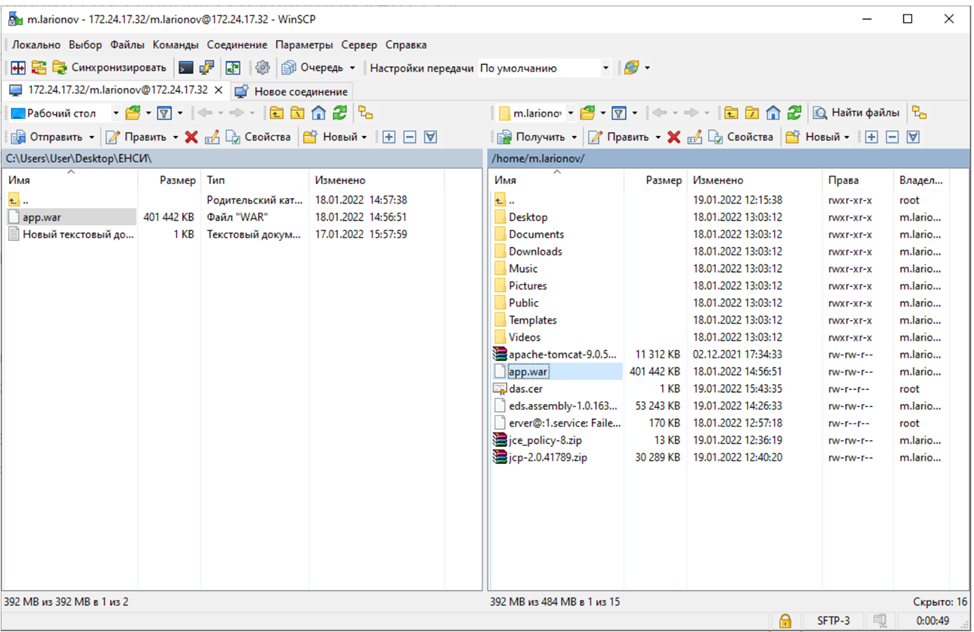 m.larionov - 172.24.17.32/m.larionov@172.24.17.32 - WinSCP
Локально Выбор Файлы Команды Соединение Параметры Сервер Справка
Синхронизировать Очередь Настройки передачи По умолчанию
172.24.17.32/m.larionov@172.24.17.32 Новое соединение
Рабочий стол
m.larionov Найти файлы
Отправить Править Свойства Новый
Получить Править Свойства Новый
C:\Users\User\Desktop\ЕНСИ\
Имя Размер Тип Изменено
.. Родительский кат... 18.01.2022 14:57:38
app.war 401 442 KB Файл "WAR" 18.01.2022 14:56:51
Новый текстовый до... 1 KB Текстовый докум... 17.01.2022 15:57:59
392 MB из 392 MB в 1 из 2
/home/m.larionov/
Имя Размер Изменено Права Владел...
.. 19.01.2022 12:15:38 rwxr-xr-x root
Desktop 18.01.2022 13:03:12 rwxr-xr-x m.lario...
Documents 18.01.2022 13:03:12 rwxr-xr-x m.lario...
Downloads 18.01.2022 13:03:12 rwxr-xr-x m.lario...
Music 18.01.2022 13:03:12 rwxr-xr-x m.lario...
Pictures 18.01.2022 13:03:12 rwxr-xr-x m.lario...
Public 18.01.2022 13:03:12 rwxr-xr-x m.lario...
Templates 18.01.2022 13:03:12 rwxr-xr-x m.lario...
Videos 18.01.2022 13:03:12 rwxr-xr-x m.lario...
apache-tomcat-9.0.5... 11 312 KB 02.12.2021 17:34:33 rw-rw-r-- m.lario...
app.war 401 442 KB 18.01.2022 14:56:51 rw-rw-r-- m.lario...
das.cer 1 KB 19.01.2022 15:43:35 rw-r--r-- root
eds.assembly-1.0.163... 53 243 KB 19.01.2022 14:26:33 rw-rw-r-- m.lario...
erver@:1.service: Faile... 170 KB 18.01.2022 12:57:18 rw-r--r-- root
jce_policy-8.zip 13 KB 19.01.2022 12:36:19 rw-rw-r-- m.lario...
jcp-2.0.41789.zip 30 289 KB 19.01.2022 12:40:20 rw-rw-r-- m.lario...
392 MB из 484 MB в 1 из 15 Скрыто: 16
SFTP-3 0:00:49